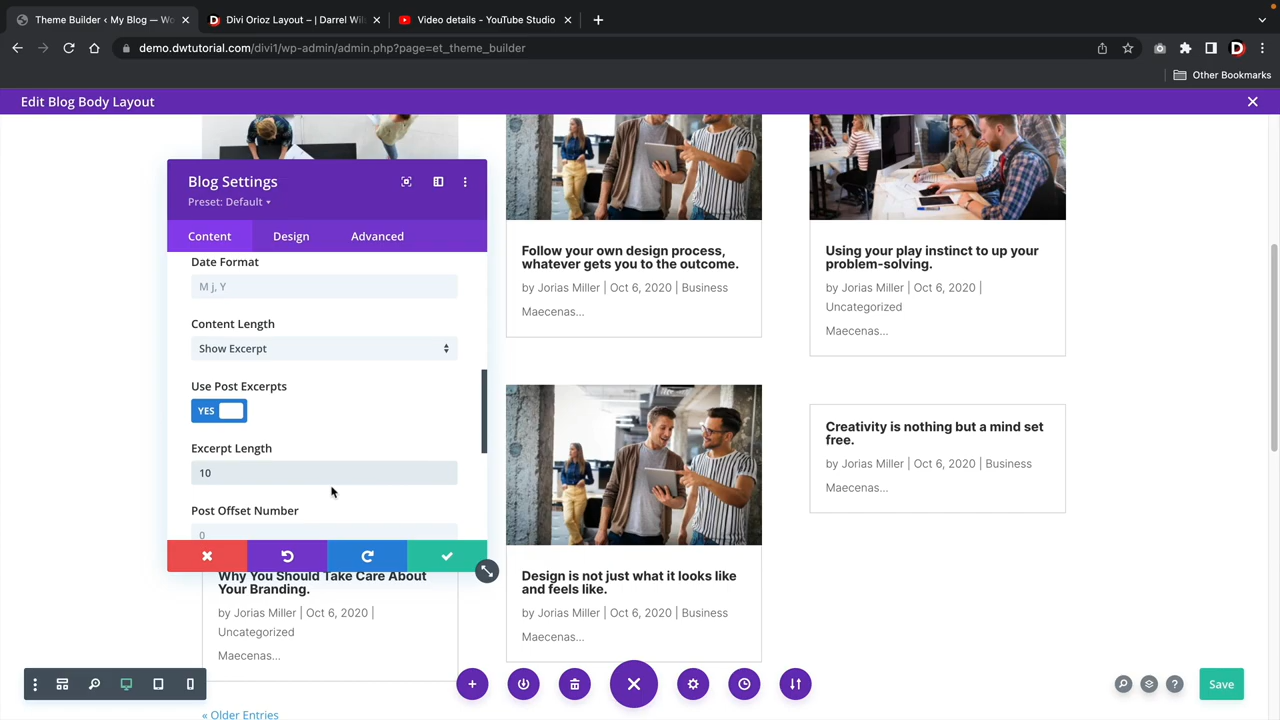 Theme Builder ‹ My Blog — Wo
Divi Orioz Layout – | Darrel Wils
Video details - YouTube Studio
demo.dwtutorial.com/divi1/wp-admin/admin.php?page=et_theme_builder
Other Bookmarks
Edit Blog Body Layout
Blog Settings
Preset: Default
Content
Design
Advanced
Date Format
M j, Y
Content Length
Show Excerpt
Use Post Excerpts
YES
Excerpt Length
10
Post Offset Number
0
Follow your own design process,
whatever gets you to the outcome.
by Jorias Miller | Oct 6, 2020 | Business
Maecenas...
Using your play instinct to up your
problem-solving.
by Jorias Miller | Oct 6, 2020 |
Uncategorized
Maecenas...
Creativity is nothing but a mind set
free.
by Jorias Miller | Oct 6, 2020 | Business
Maecenas...
Why You Should Take Care About
Your Branding.
by Jorias Miller | Oct 6, 2020 |
Uncategorized
Maecenas...
Design is not just what it looks like
and feels like.
by Jorias Miller | Oct 6, 2020 | Business
Maecenas...
« Older Entries
Save